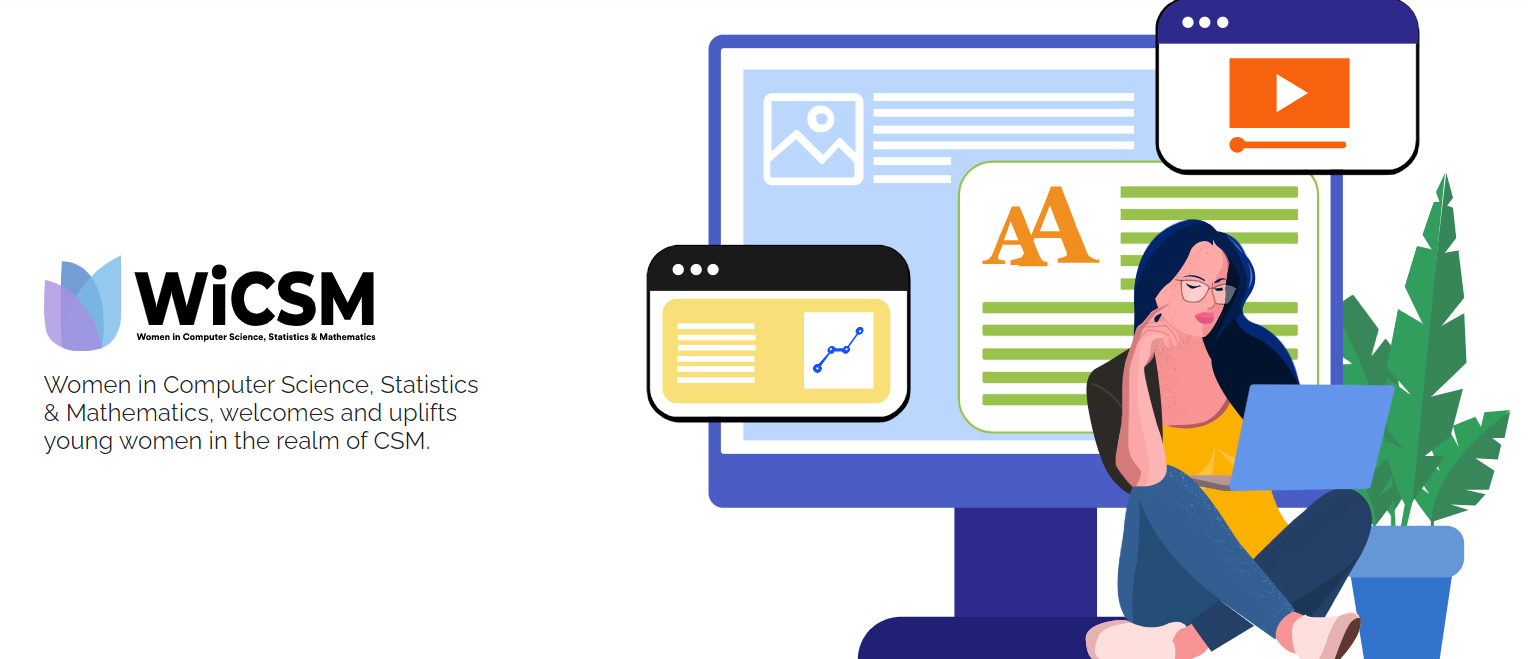 WiCSM
Women in Computer Science, Statistics & Mathematics
Women in Computer Science, Statistics
& Mathematics, welcomes and uplifts
young women in the realm of CSM.
AA